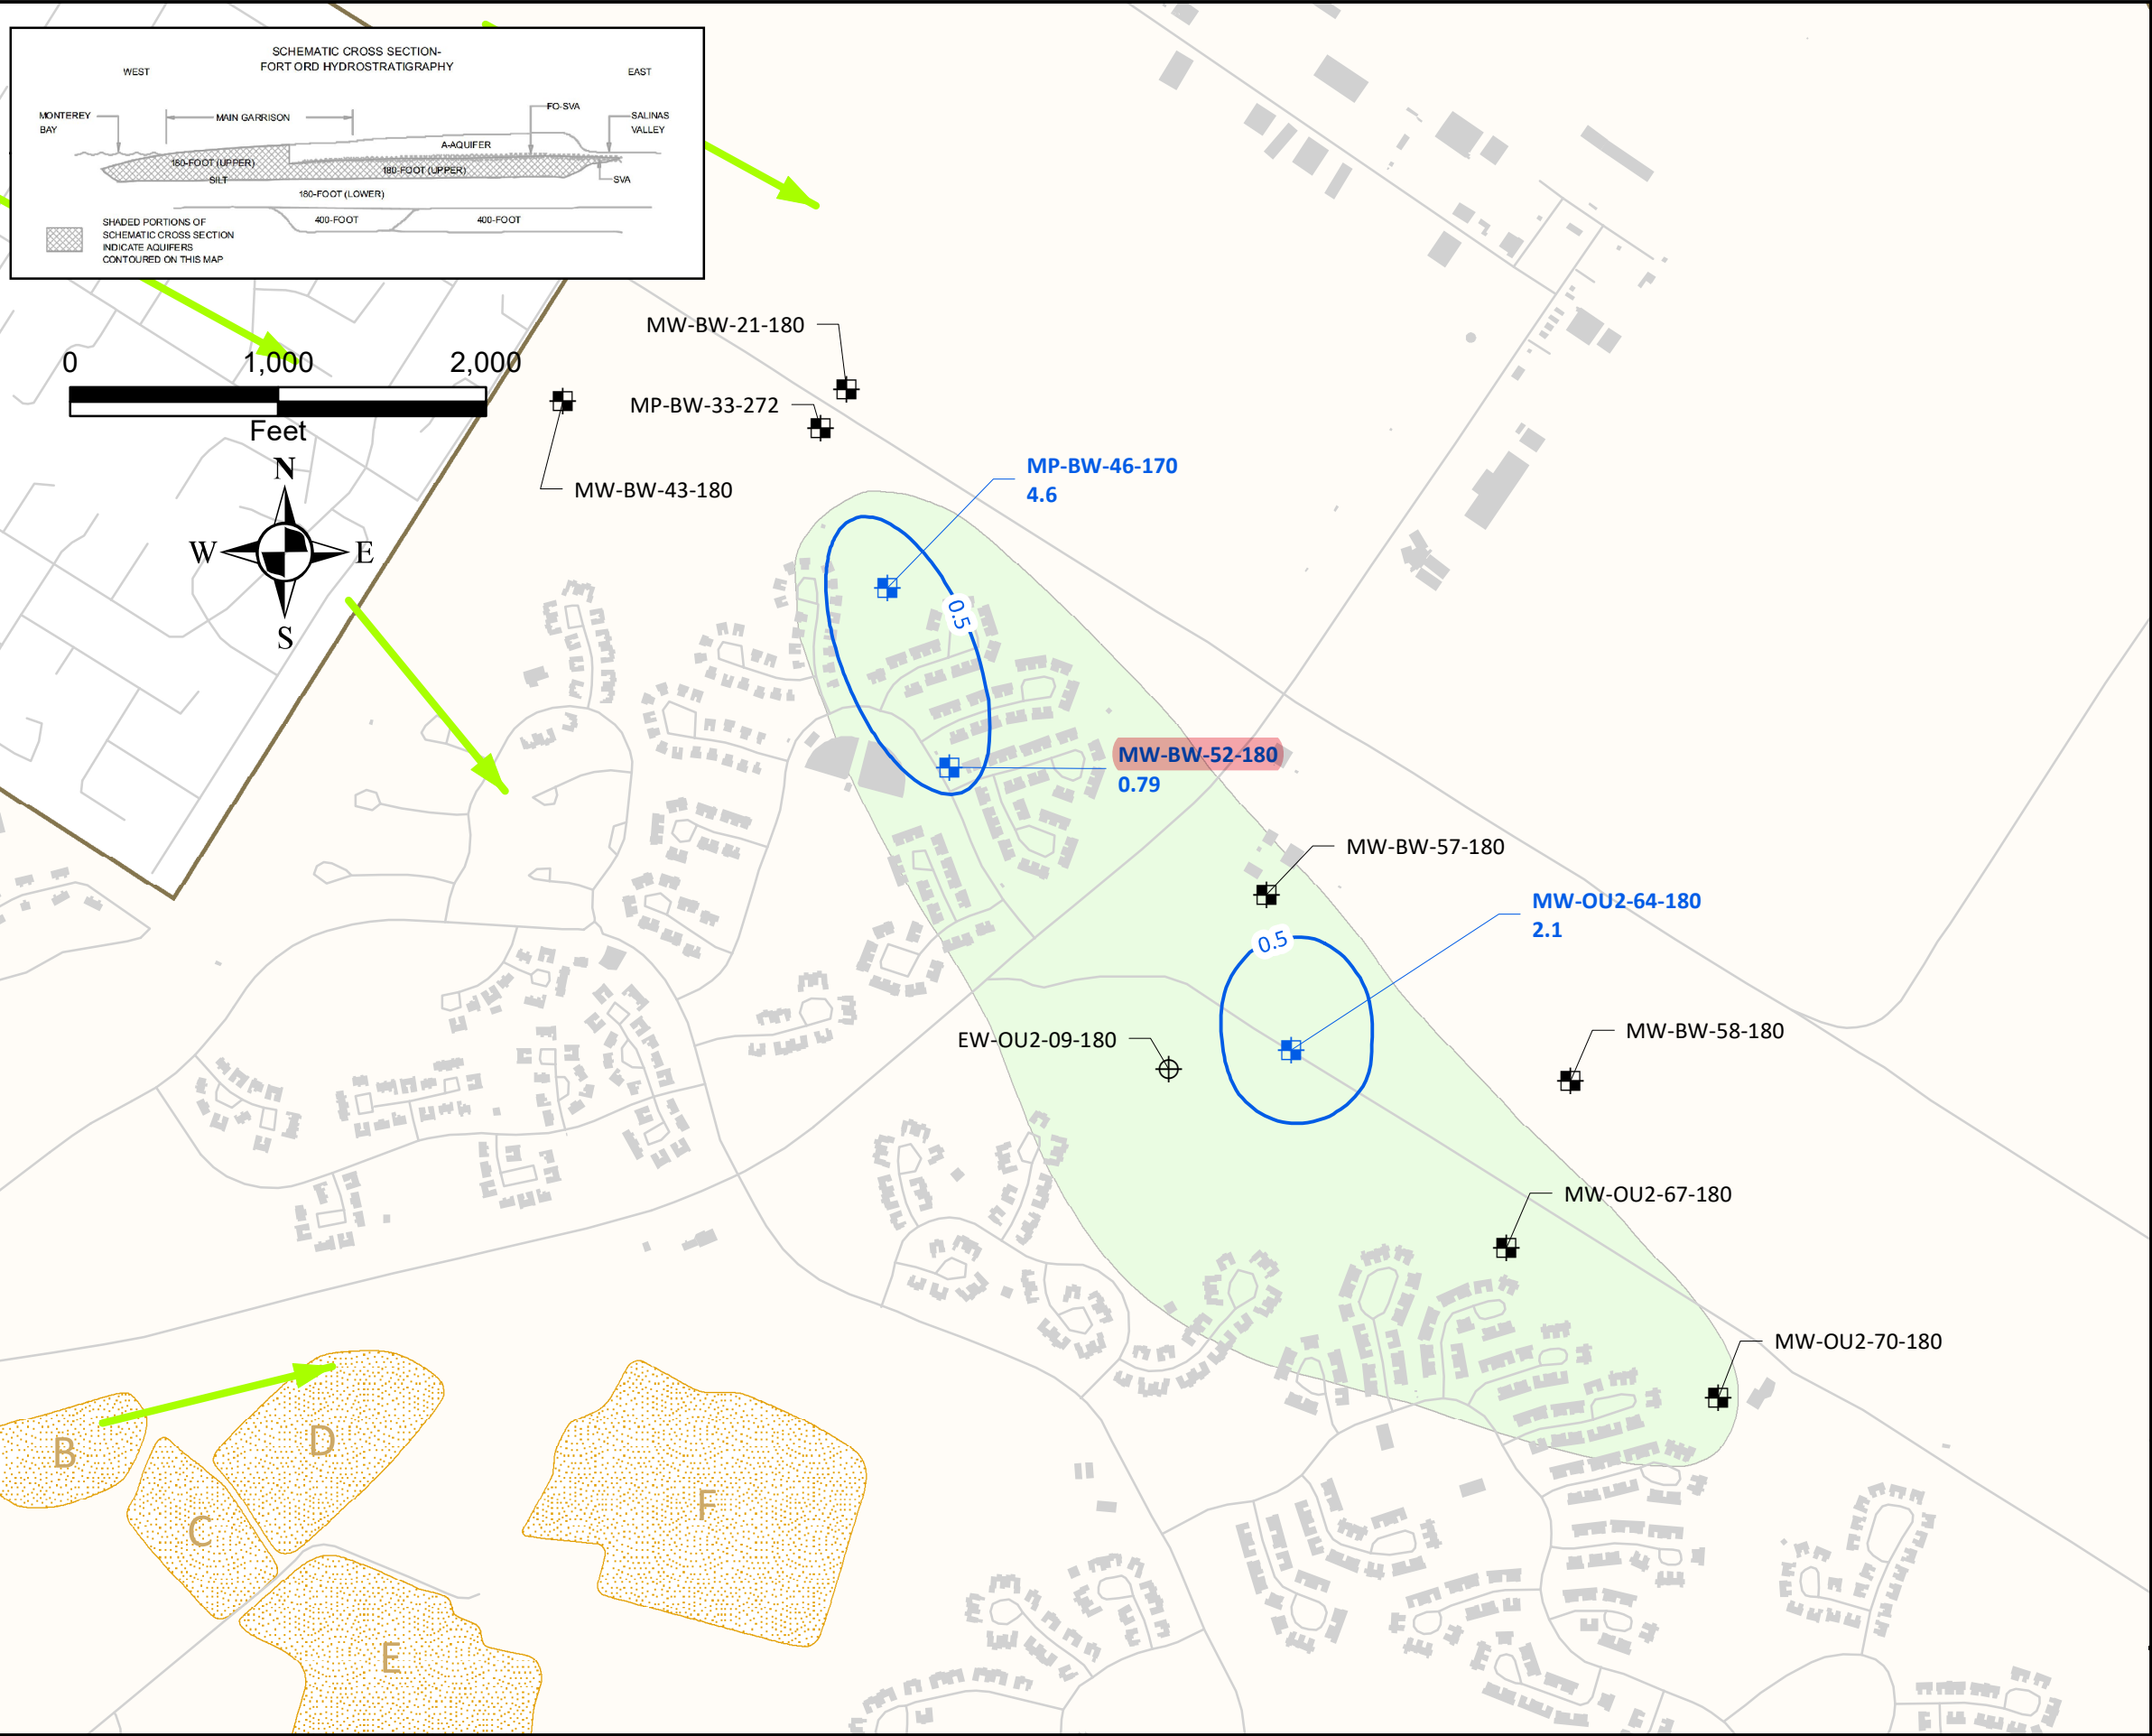 SCHEMATIC CROSS SECTION-
FORT ORD HYDROSTRATIGRAPHY
WEST
EAST
MONTEREY
BAY
MAIN GARRISON
FO-SVA
SALINAS
VALLEY
A-AQUIFER
180-FOOT (UPPER)
180-FOOT (UPPER)
SILT
SVA
180-FOOT (LOWER)
400-FOOT
400-FOOT
SHADED PORTIONS OF
SCHEMATIC CROSS SECTION
INDICATE AQUIFERS
CONTOURED ON THIS MAP
0 1,000 2,000
Feet
N
W E
S
MW-BW-21-180
MP-BW-33-272
MW-BW-43-180
MP-BW-46-170
4.6
0.5
MW-BW-52-180
0.79
MW-BW-57-180
MW-OU2-64-180
2.1
0.5
EW-OU2-09-180
MW-BW-58-180
MW-OU2-67-180
MW-OU2-70-180
B
D
C
F
E